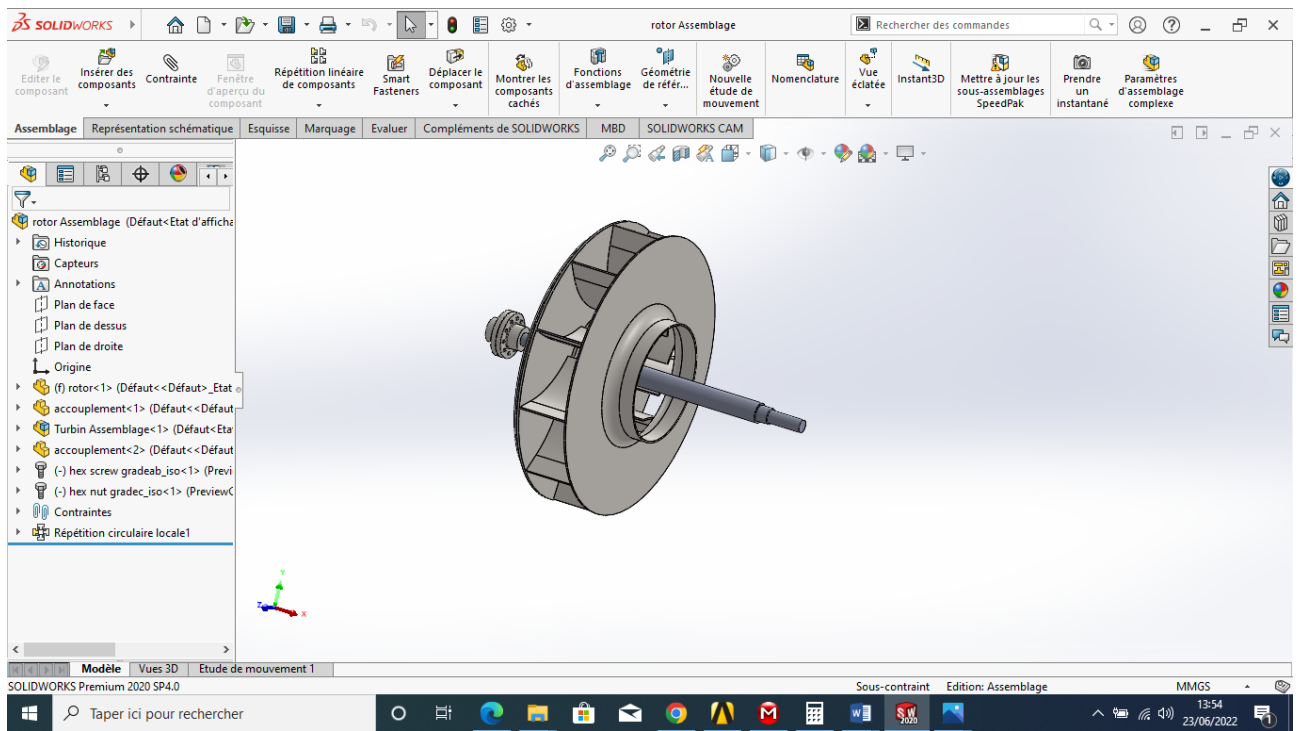 SOLIDWORKS
rotor Assemblage
Rechercher des commandes
Editer le composant
Insérer des composants
Contrainte
Fenêtre d'aperçu du composant
Répétition linéaire de composants
Smart Fasteners
Déplacer le composant
Montrer les composants cachés
Fonctions d'assemblage
Géométrie de référ...
Nouvelle étude de mouvement
Nomenclature
Vue éclatée
Instant3D
Mettre à jour les sous-assemblages SpeedPak
Prendre un instantané
Paramètres d'assemblage complexe
Assemblage
Représentation schématique
Esquisse
Marquage
Evaluer
Compléments de SOLIDWORKS
MBD
SOLIDWORKS CAM
rotor Assemblage (Défaut<Etat d'afficha
Historique
Capteurs
Annotations
Plan de face
Plan de dessus
Plan de droite
Origine
(f) rotor<1> (Défaut<<Défaut>_Etat
accouplement<1> (Défaut<<Défaut
Turbin Assemblage<1> (Défaut<Eta
accouplement<2> (Défaut<<Défaut
(-) hex screw gradeab_iso<1> (Previ
(-) hex nut gradec_iso<1> (PreviewC
Contraintes
Répétition circulaire locale1
Y
Z
X
Modèle
Vues 3D
Etude de mouvement 1
SOLIDWORKS Premium 2020 SP4.0
Sous-contraint
Edition: Assemblage
MMGS
Taper ici pour rechercher
SW 2020
13:54
23/06/2022
1